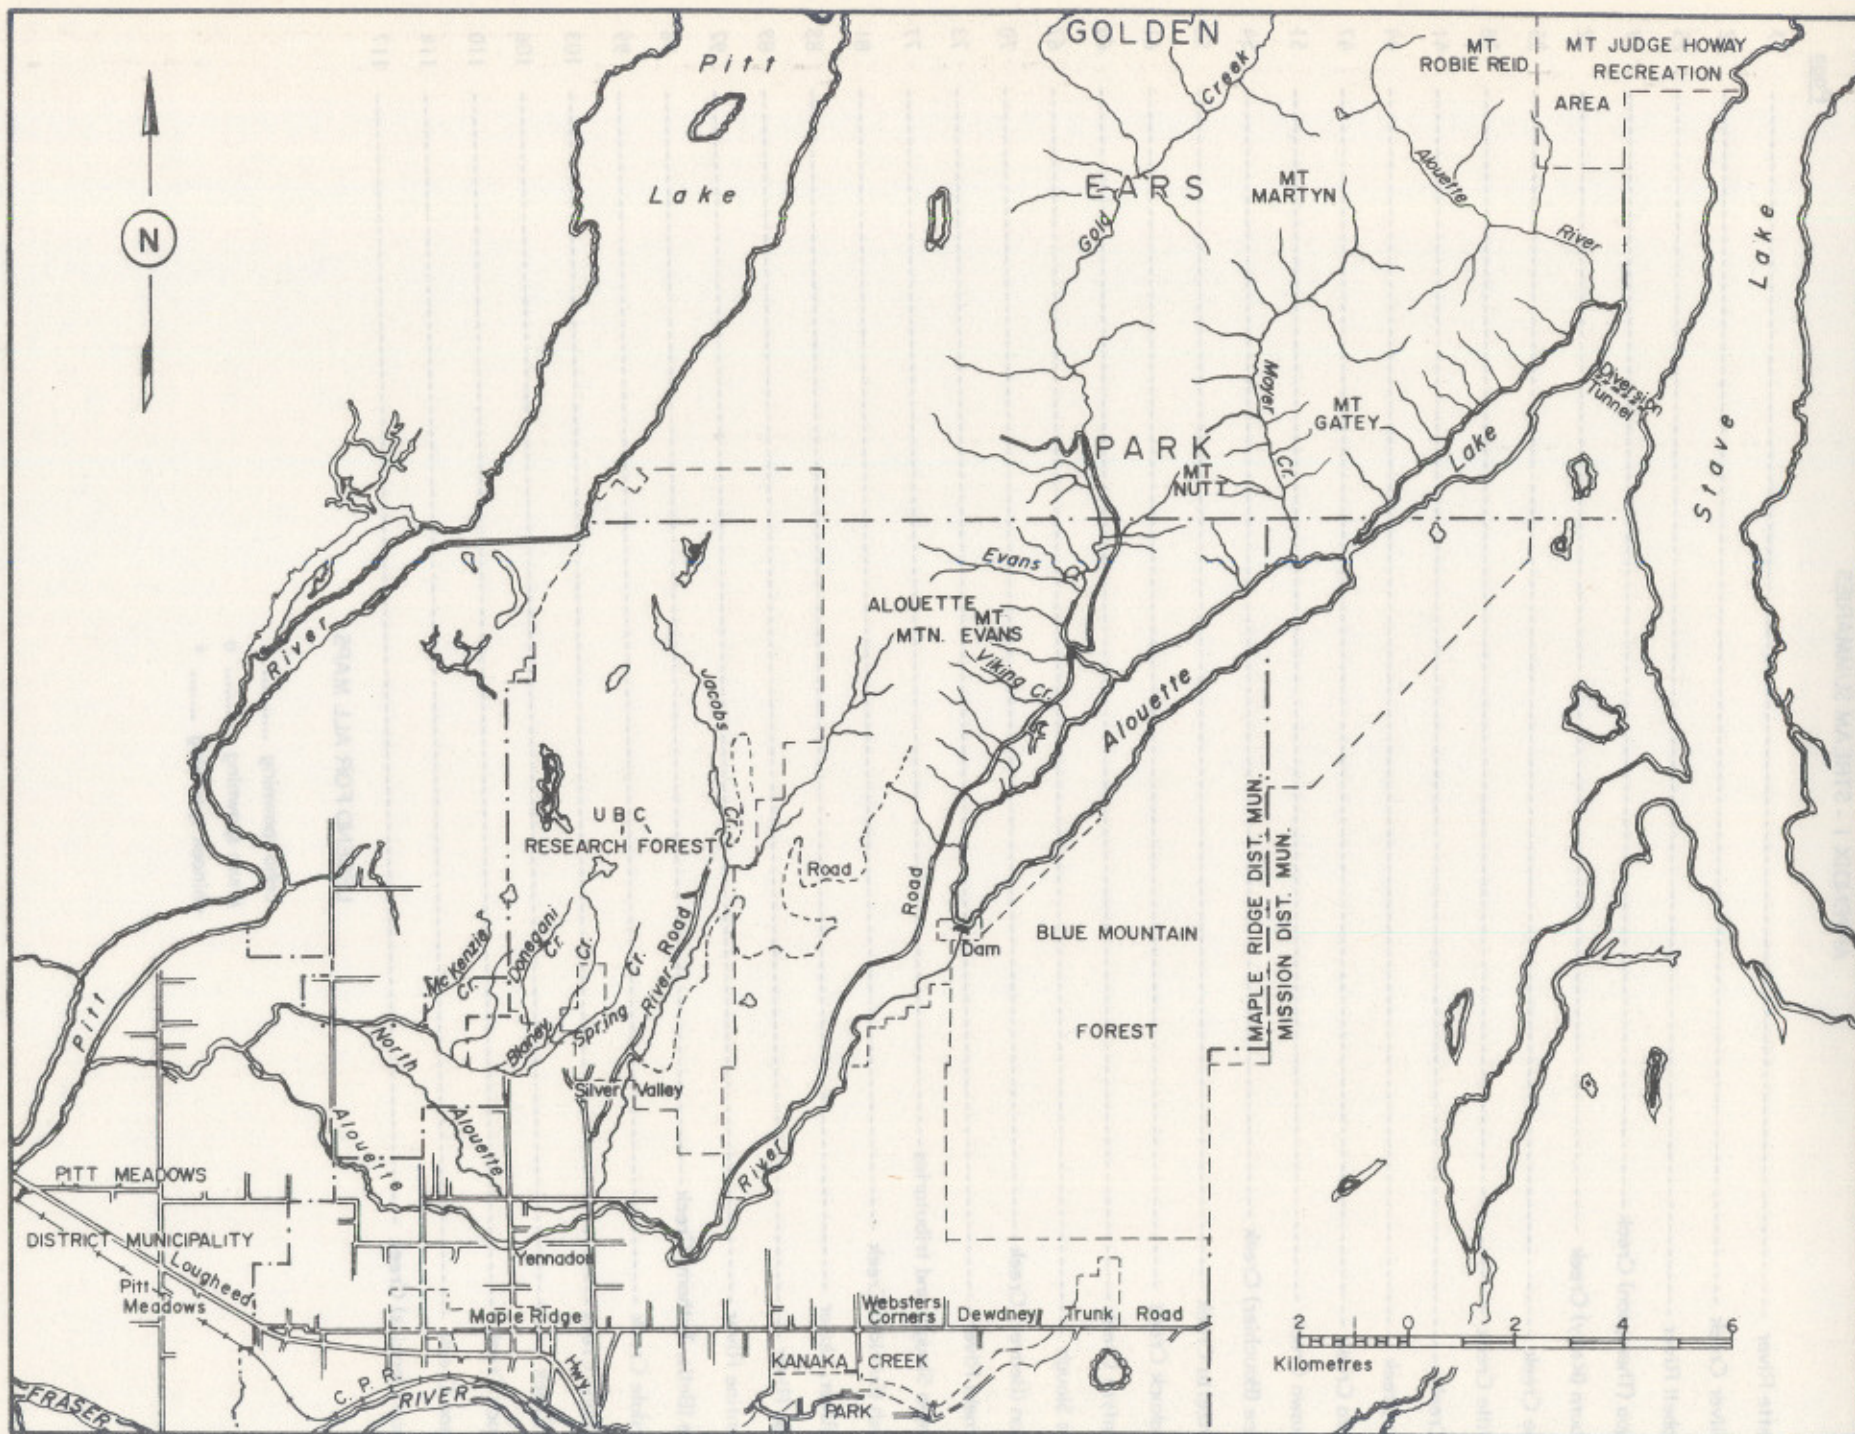 GOLDEN
EARS
PARK
Pitt
Lake
N
Creek
Gold
MT
ROBIE REID
MT JUDGE HOWAY
RECREATION
AREA
MT
MARTYN
Alouette
River
Lake
Stave
Diversion
Tunnel
Moyer
Cr.
MT
GATEY
MT
NUTT
Lake
Alouette
Evans
ALOUETTE
MTN.
MT
EVANS
Viking Cr.
River
Jacobs
Cr.
U B C
RESEARCH FOREST
Road
Road
Dam
BLUE MOUNTAIN
FOREST
MAPLE RIDGE DIST. MUN.
MISSION DIST. MUN.
McKenzie
Cr.
Donegani
Cr.
Cr.
Blaney
Spring
Cr.
River Road
Silver Valley
Pitt
North
Alouette
Alouette
River
PITT MEADOWS
DISTRICT MUNICIPALITY
Lougheed
Hwy.
Pitt
Meadows
Yennadon
Maple Ridge
Websters
Corners
Dewdney Trunk Road
KANAKA CREEK
PARK
C. P. R.
FRASER
RIVER
2 0 2 4 6
Kilometres